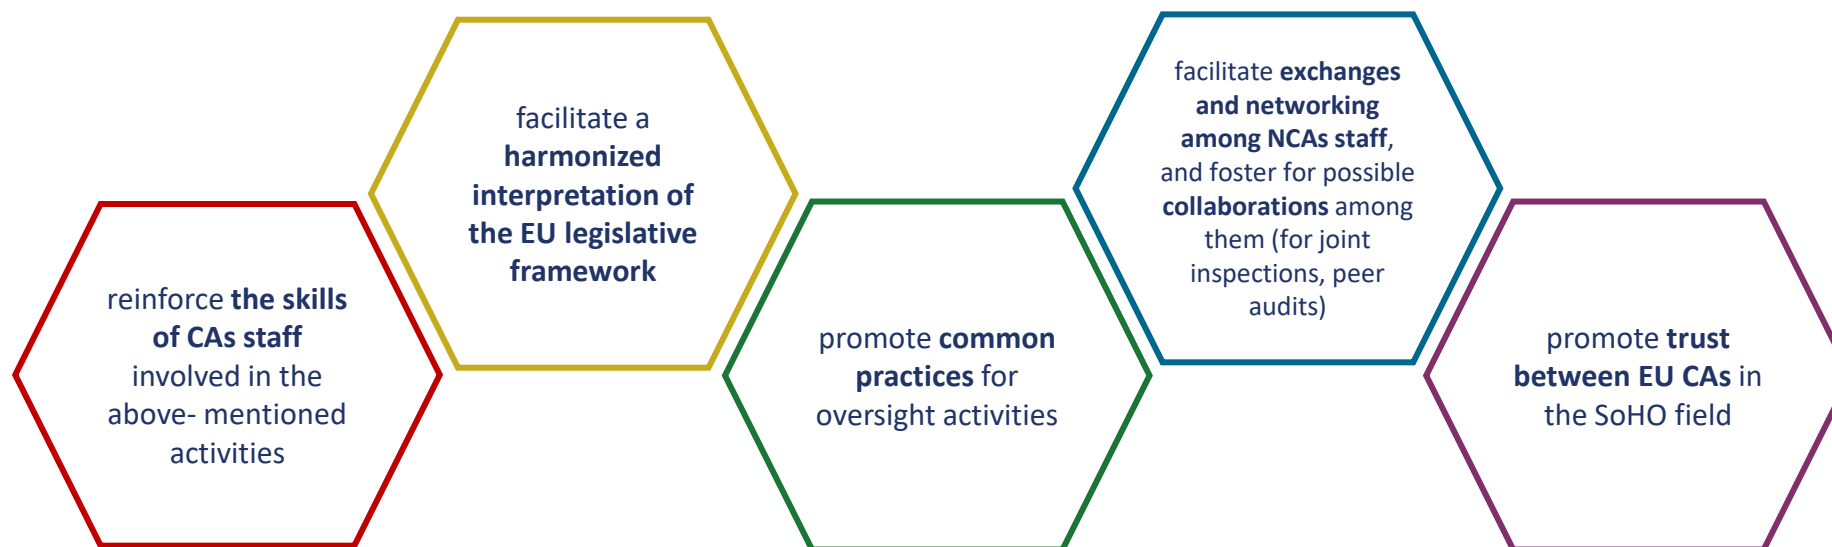 reinforce the skills
of CAs staff
involved in the
above- mentioned
activities
facilitate a
harmonized
interpretation of
the EU legislative
framework
promote common
practices for
oversight activities
facilitate exchanges
and networking
among NCAs staff,
and foster for possible
collaborations among
them (for joint
inspections, peer
audits)
promote trust
between EU CAs in
the SoHO field